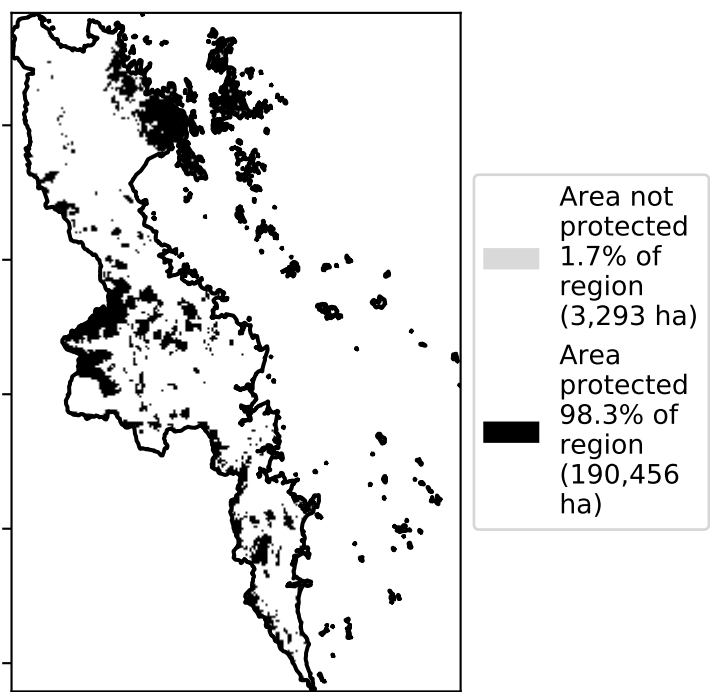 Area not
protected
1.7% of
region
(3,293 ha)
Area
protected
98.3% of
region
(190,456
ha)